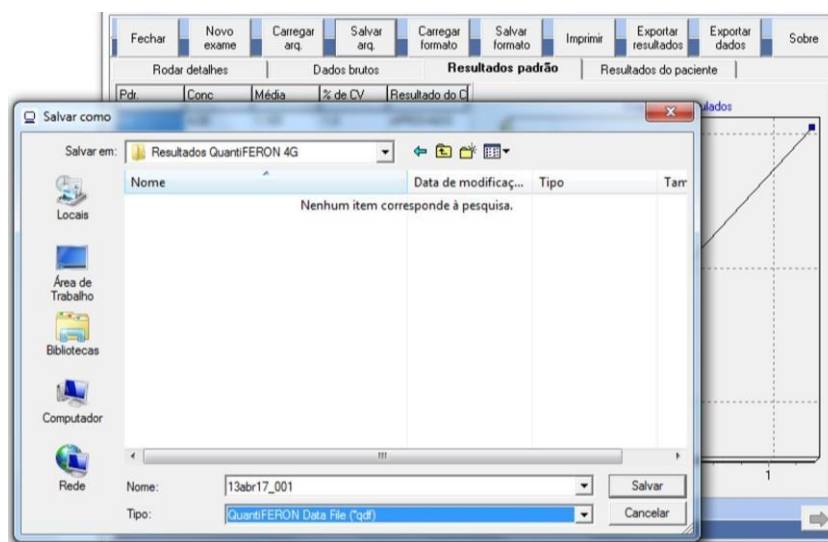 Fechar
Novo exame
Carregar arq.
Salvar arq.
Carregar formato
Salvar formato
Imprimir
Exportar resultados
Exportar dados
Sobre
Rodar detalhes
Dados brutos
Resultados padrão
Resultados do paciente
Pdr. Conc Média % de CV Resultado do C
Salvar como
Salvar em: Resultados QuantiFERON 4G
Nome Data de modificaç... Tipo Tam
Nenhum item corresponde à pesquisa.
Locais
Área de
Trabalho
Bibliotecas
Computador
Rede
Nome: 13abr17_001 Salvar
Tipo: QuantiFERON Data File (*qdf) Cancelar
1